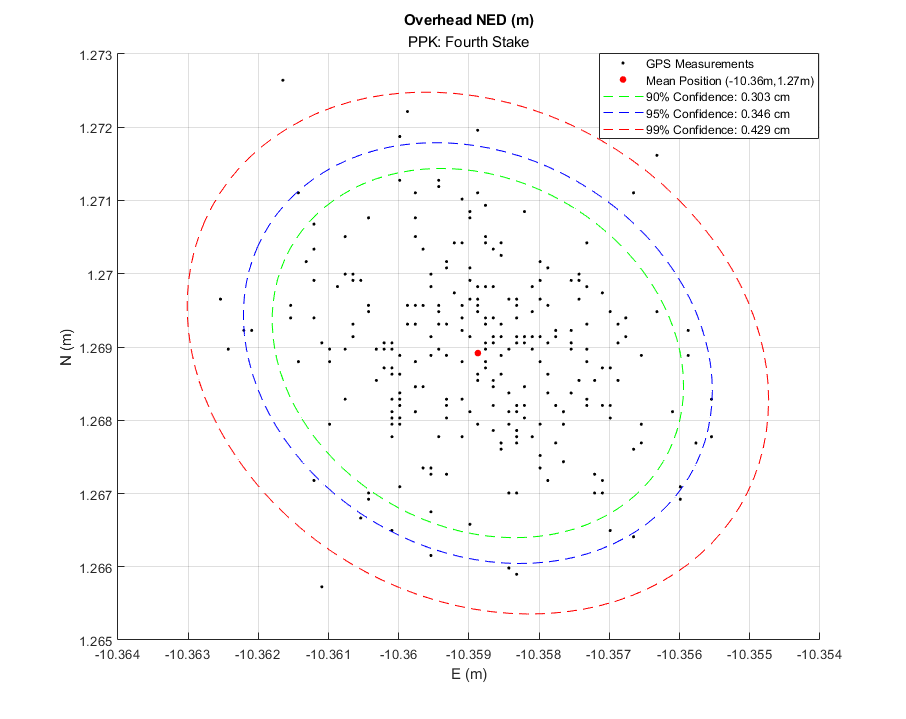 Overhead NED (m)
PPK: Fourth Stake
GPS Measurements
Mean Position (-10.36m,1.27m)
90% Confidence: 0.303 cm
95% Confidence: 0.346 cm
99% Confidence: 0.429 cm
N (m)
1.273
1.272
1.271
1.27
1.269
1.268
1.267
1.266
1.265
-10.364 -10.363 -10.362 -10.361 -10.36 -10.359 -10.358 -10.357 -10.356 -10.355 -10.354
E (m)